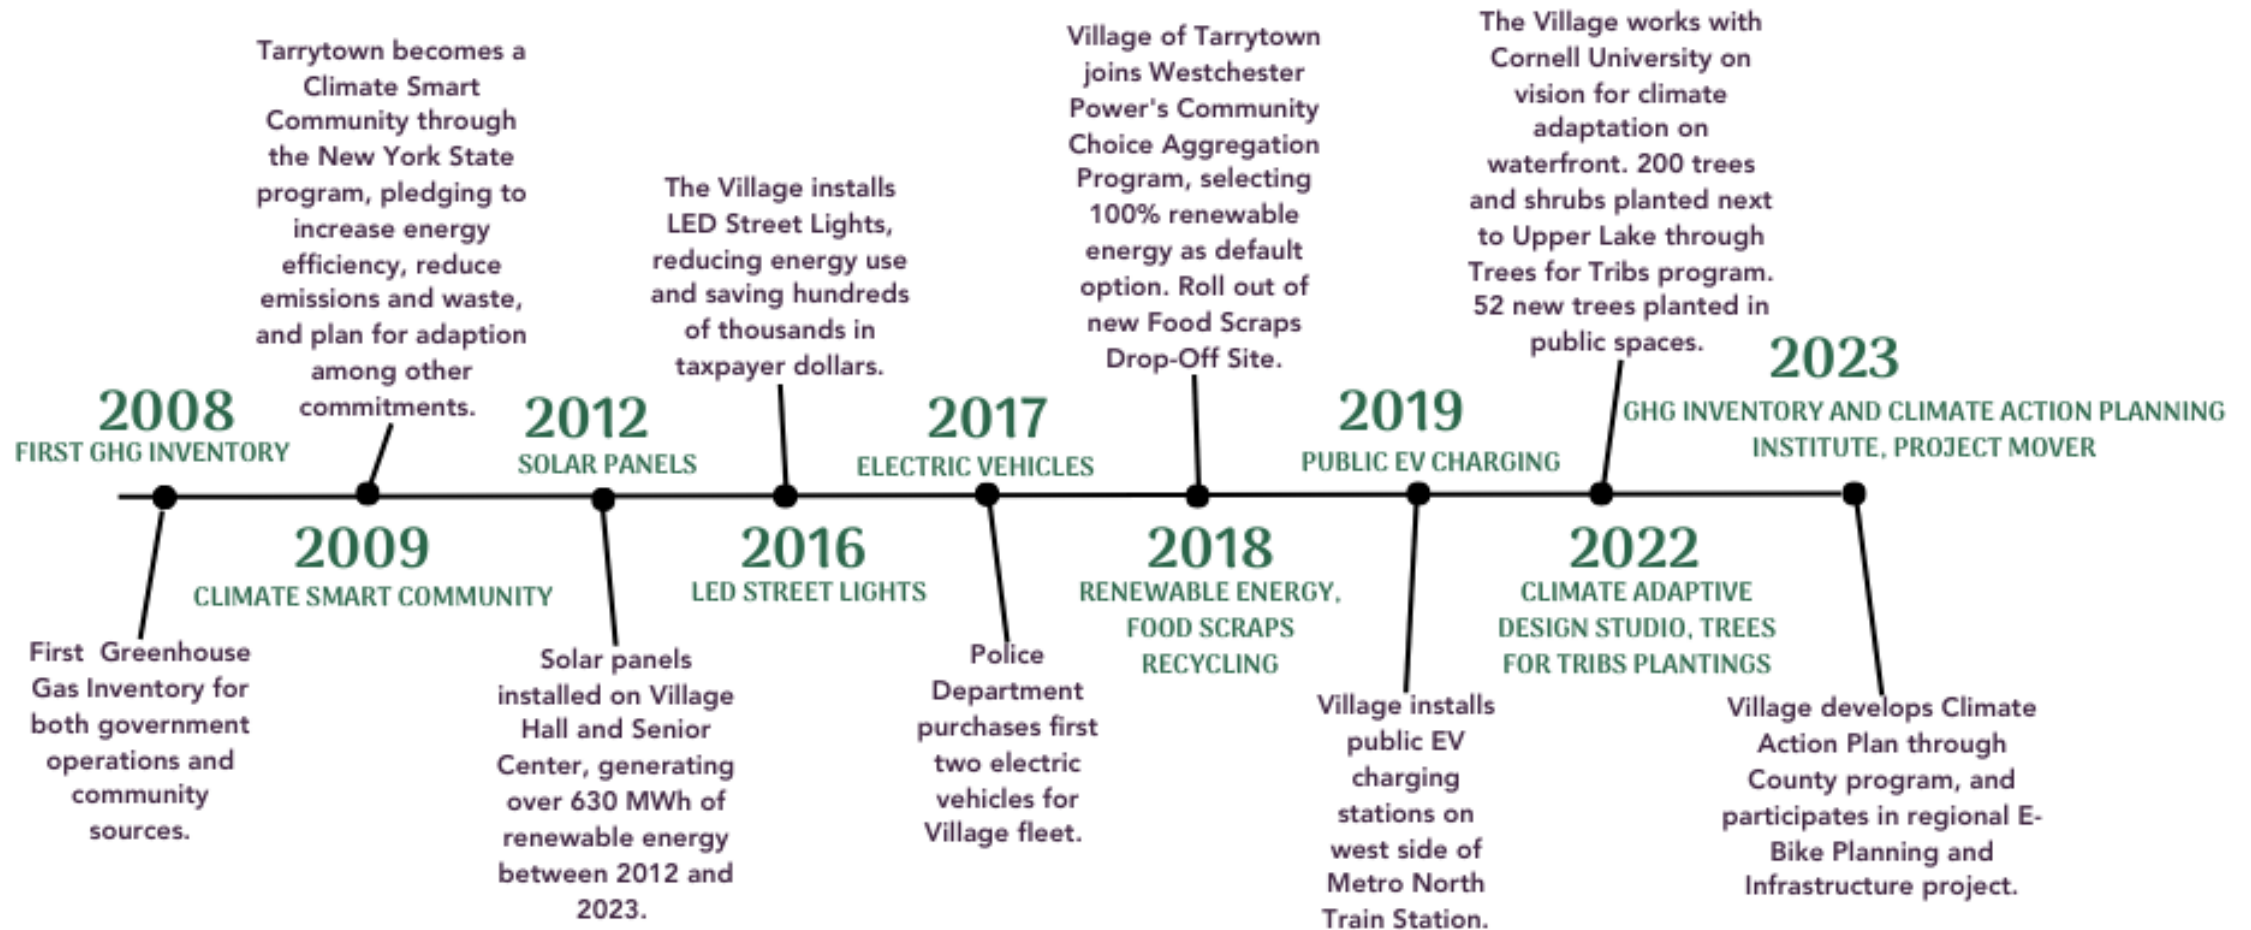 2008
FIRST GHG INVENTORY
First Greenhouse
Gas Inventory for
both government
operations and
community
sources.
Tarrytown becomes a
Climate Smart
Community through
the New York State
program, pledging to
increase energy
efficiency, reduce
emissions and waste,
and plan for adaption
among other
commitments.
2009
CLIMATE SMART COMMUNITY
2012
SOLAR PANELS
Solar panels
installed on Village
Hall and Senior
Center, generating
over 630 MWh of
renewable energy
between 2012 and
2023.
The Village installs
LED Street Lights,
reducing energy use
and saving hundreds
of thousands in
taxpayer dollars.
2016
LED STREET LIGHTS
2017
ELECTRIC VEHICLES
Police
Department
purchases first
two electric
vehicles for
Village fleet.
Village of Tarrytown
joins Westchester
Power's Community
Choice Aggregation
Program, selecting
100% renewable
energy as default
option. Roll out of
new Food Scraps
Drop-Off Site.
2018
RENEWABLE ENERGY,
FOOD SCRAPS
RECYCLING
2019
PUBLIC EV CHARGING
Village installs
public EV
charging
stations on
west side of
Metro North
Train Station.
The Village works with
Cornell University on
vision for climate
adaptation on
waterfront. 200 trees
and shrubs planted next
to Upper Lake through
Trees for Tribs program.
52 new trees planted in
public spaces.
2022
CLIMATE ADAPTIVE
DESIGN STUDIO, TREES
FOR TRIBS PLANTINGS
2023
GHG INVENTORY AND CLIMATE ACTION PLANNING
INSTITUTE, PROJECT MOVER
Village develops Climate
Action Plan through
County program, and
participates in regional E-
Bike Planning and
Infrastructure project.